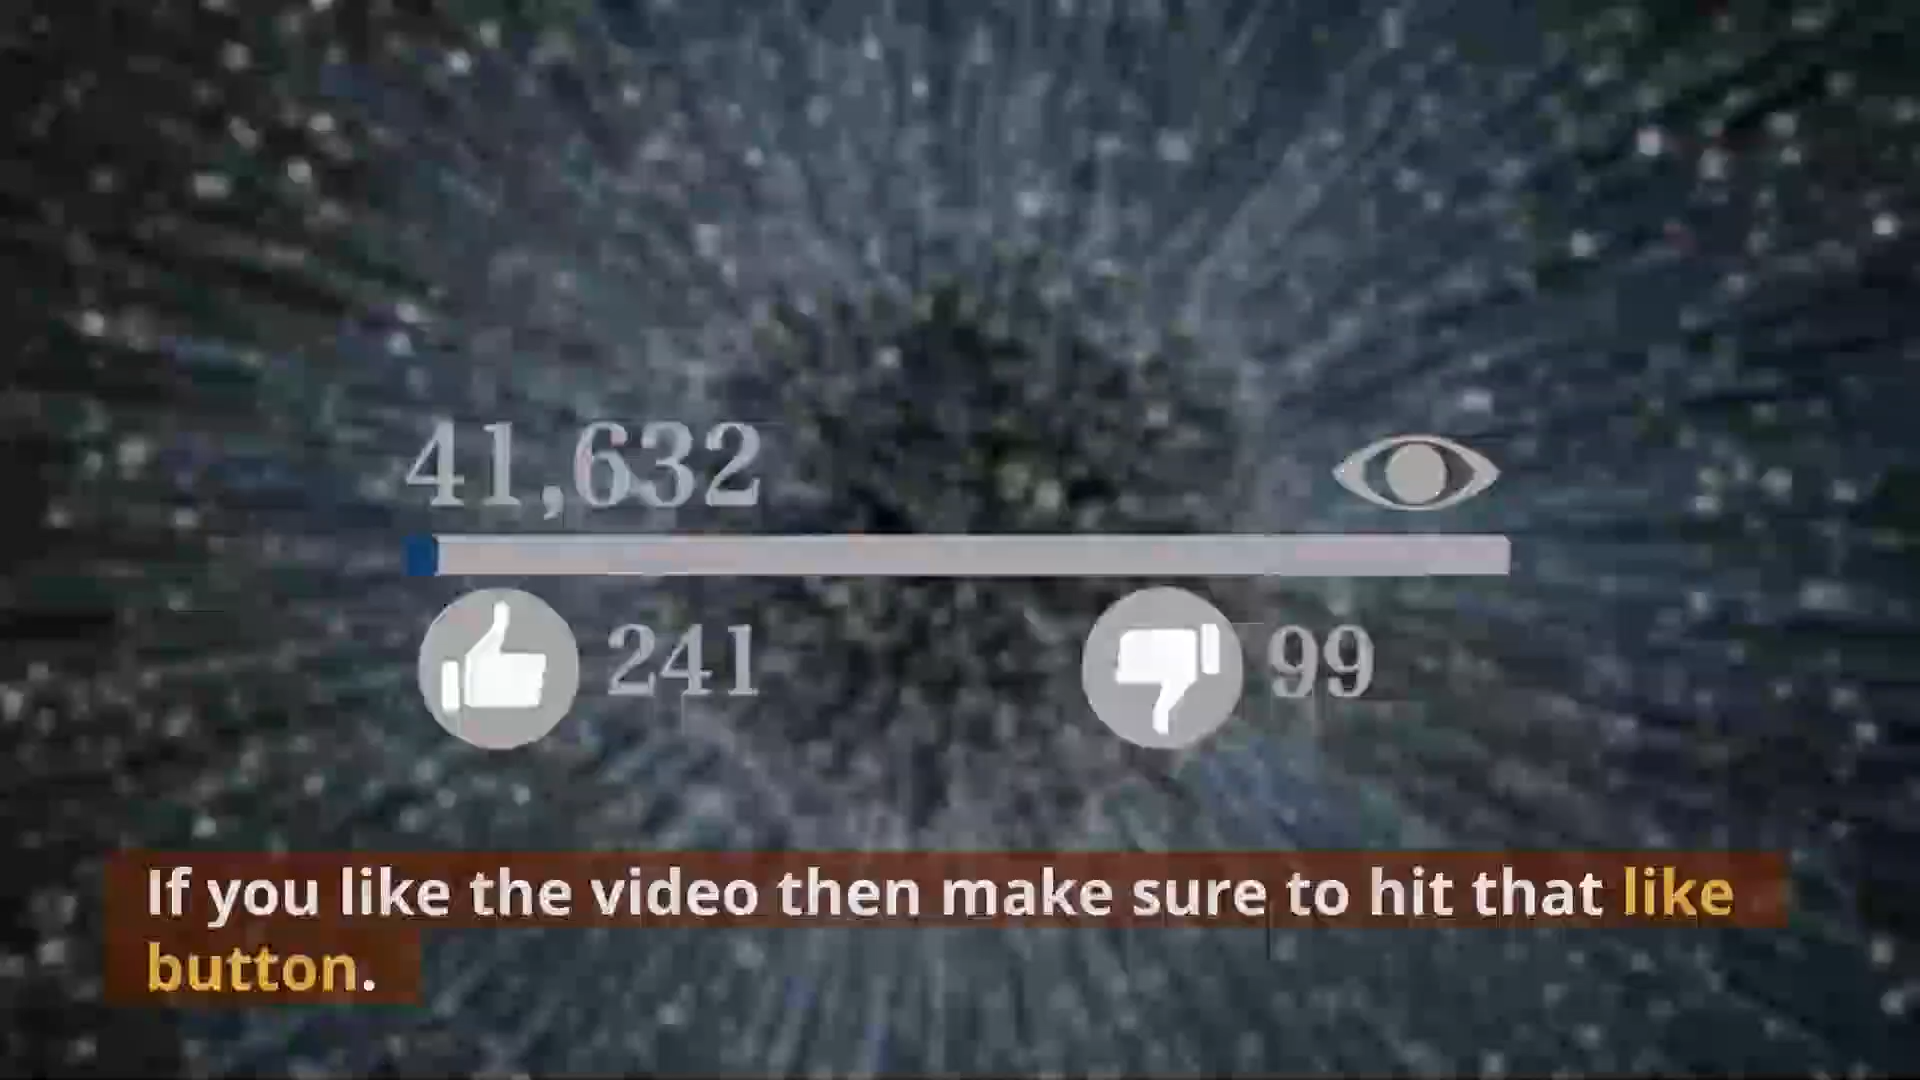 41,632
241 99
If you like the video then make sure to hit that like
button.